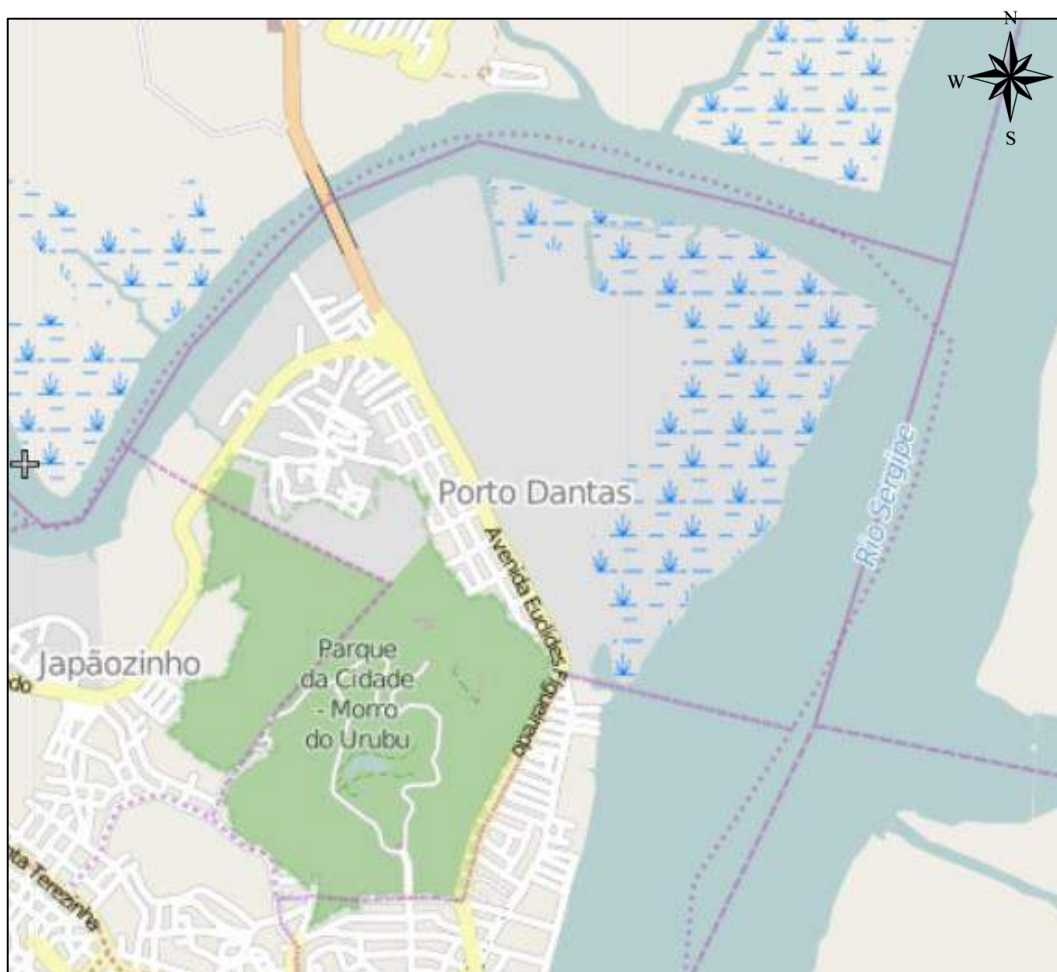 N
W
S
Porto Dantas
Rio Sergipe
Avenida Euclides Figueiredo
Parque
da Cidade
- Morro
do Urubu
Japãozinho
do
nta Terezinha